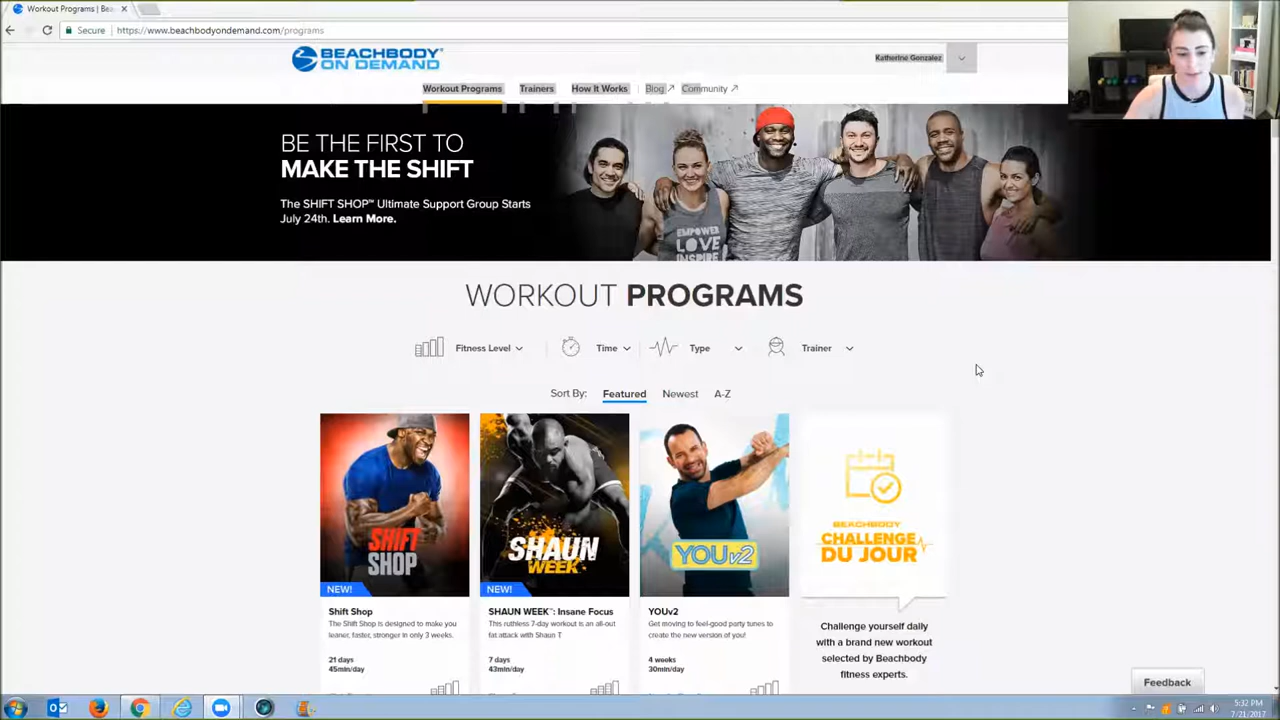 Workout Programs | Bea
Secure
https://www.beachbodyondemand.com/programs
BEACHBODY
ON DEMAND
Katherine Gonzalez
Workout Programs Trainers How It Works Blog Community
BE THE FIRST TO
MAKE THE SHIFT
The SHIFT SHOP™ Ultimate Support Group Starts
July 24th. Learn More.
EMPOWER
LOVE
INSPIRE
WORKOUT PROGRAMS
Fitness Level Time Type Trainer
Sort By: Featured Newest A-Z
SHIFT
SHOP
NEW!
Shift Shop
The Shift Shop is designed to make you
leaner, faster, stronger in only 3 weeks.
21 days
45min/day
SHAUN
WEEK
NEW!
SHAUN WEEK™: Insane Focus
This ruthless 7-day workout is an all-out
fat attack with Shaun T
7 days
43min/day
YOUv2
YOUv2
Get moving to feel-good party tunes to
create the new version of you!
4 weeks
30min/day
BEACHBODY
CHALLENGE
DU JOUR
Challenge yourself daily
with a brand new workout
selected by Beachbody
fitness experts.
Feedback
5:32 PM
7/21/2017